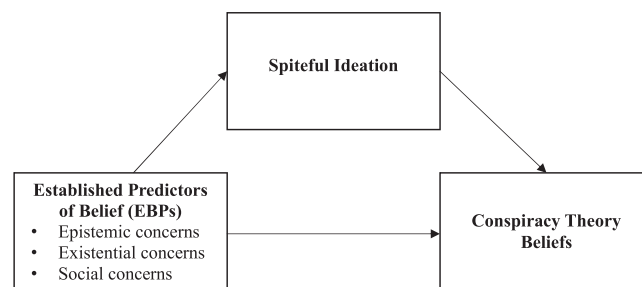 Spiteful Ideation
Established Predictors
of Belief (EBPs)
• Epistemic concerns
• Existential concerns
• Social concerns
Conspiracy Theory
Beliefs